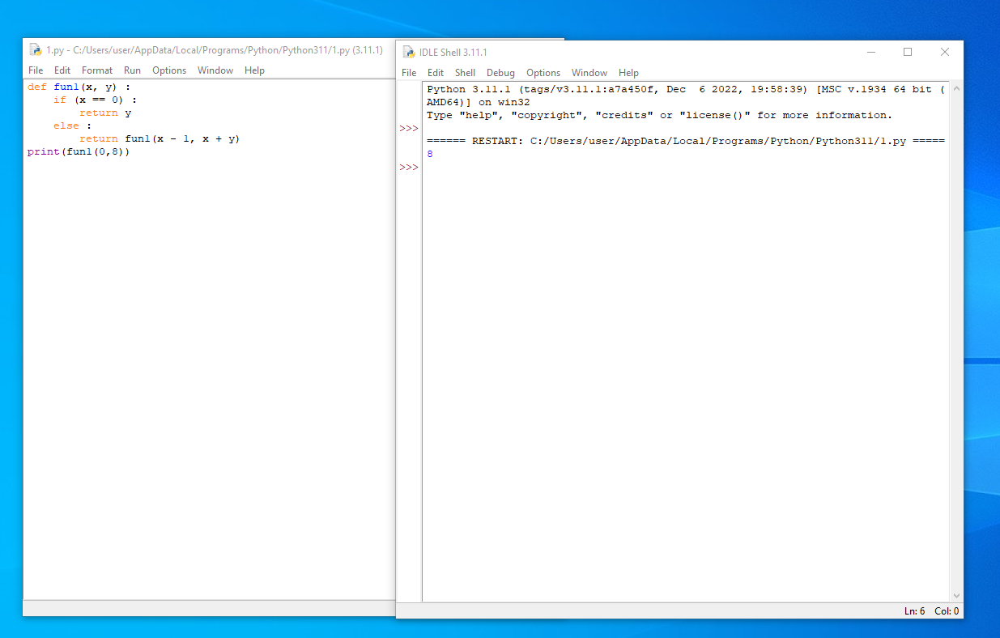 1.py - C:/Users/user/AppData/Local/Programs/Python/Python311/1.py (3.11.1)
File Edit Format Run Options Window Help
def fun1(x, y) :
    if (x == 0) :
        return y
    else :
        return fun1(x - 1, x + y)
print(fun1(0,8))
IDLE Shell 3.11.1
File Edit Shell Debug Options Window Help
Python 3.11.1 (tags/v3.11.1:a7a450f, Dec  6 2022, 19:58:39) [MSC v.1934 64 bit (
AMD64)] on win32
Type "help", "copyright", "credits" or "license()" for more information.
>>>
====== RESTART: C:/Users/user/AppData/Local/Programs/Python/Python311/1.py =====
8
>>>
Ln: 6 Col: 0